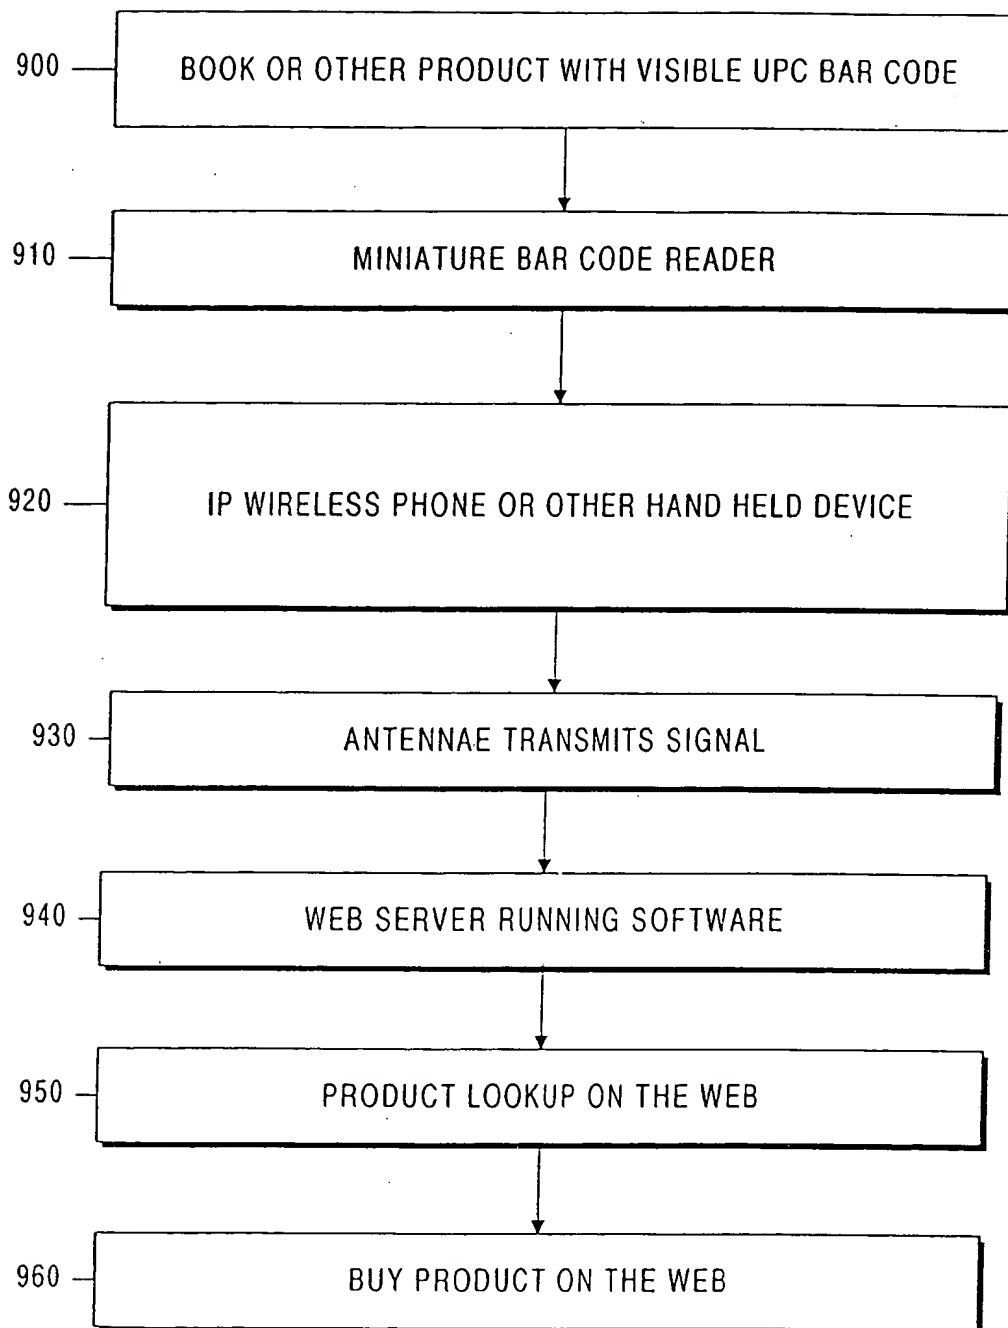 900 BOOK OR OTHER PRODUCT WITH VISIBLE UPC BAR CODE
910 MINIATURE BAR CODE READER
920 IP WIRELESS PHONE OR OTHER HAND HELD DEVICE
930 ANTENNAE TRANSMITS SIGNAL
940 WEB SERVER RUNNING SOFTWARE
950 PRODUCT LOOKUP ON THE WEB
960 BUY PRODUCT ON THE WEB